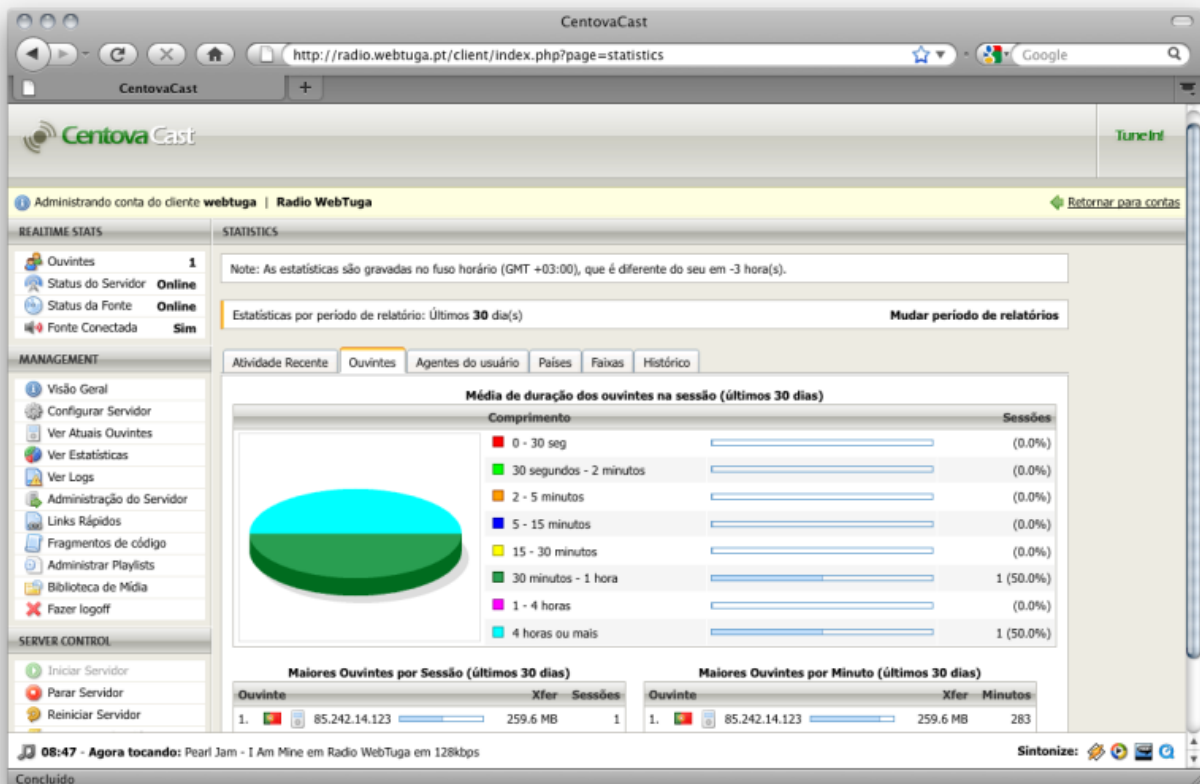 CentovaCast
http://radio.webtuga.pt/client/index.php?page=statistics
Google
CentovaCast +
Centova Cast
Tune In!
Administrando conta do cliente webtuga | Radio WebTuga
Retornar para contas
REALTIME STATS
Ouvintes 1
Status do Servidor Online
Status da Fonte Online
Fonte Conectada Sim
MANAGEMENT
Visão Geral
Configurar Servidor
Ver Atuais Ouvintes
Ver Estatísticas
Ver Logs
Administração do Servidor
Links Rápidos
Fragmentos de código
Administrar Playlists
Biblioteca de Mídia
Fazer logoff
SERVER CONTROL
Iniciar Servidor
Parar Servidor
Reiniciar Servidor
STATISTICS
Note: As estatísticas são gravadas no fuso horário (GMT +03:00), que é diferente do seu em -3 hora(s).
Estatísticas por período de relatório: Últimos 30 dia(s)
Mudar período de relatórios
Atividade Recente Ouvintes Agentes do usuário Países Faixas Histórico
Média de duração dos ouvintes na sessão (últimos 30 dias)
Comprimento Sessões
0 - 30 seg (0.0%)
30 segundos - 2 minutos (0.0%)
2 - 5 minutos (0.0%)
5 - 15 minutos (0.0%)
15 - 30 minutos (0.0%)
30 minutos - 1 hora 1 (50.0%)
1 - 4 horas (0.0%)
4 horas ou mais 1 (50.0%)
Maiores Ouvintes por Sessão (últimos 30 dias)
Ouvinte Xfer Sessões
1. 85.242.14.123 259.6 MB 1
Maiores Ouvintes por Minuto (últimos 30 dias)
Ouvinte Xfer Minutos
1. 85.242.14.123 259.6 MB 283
08:47 - Agora tocando: Pearl Jam - I Am Mine em Radio WebTuga em 128kbps
Sintonize:
Concluído